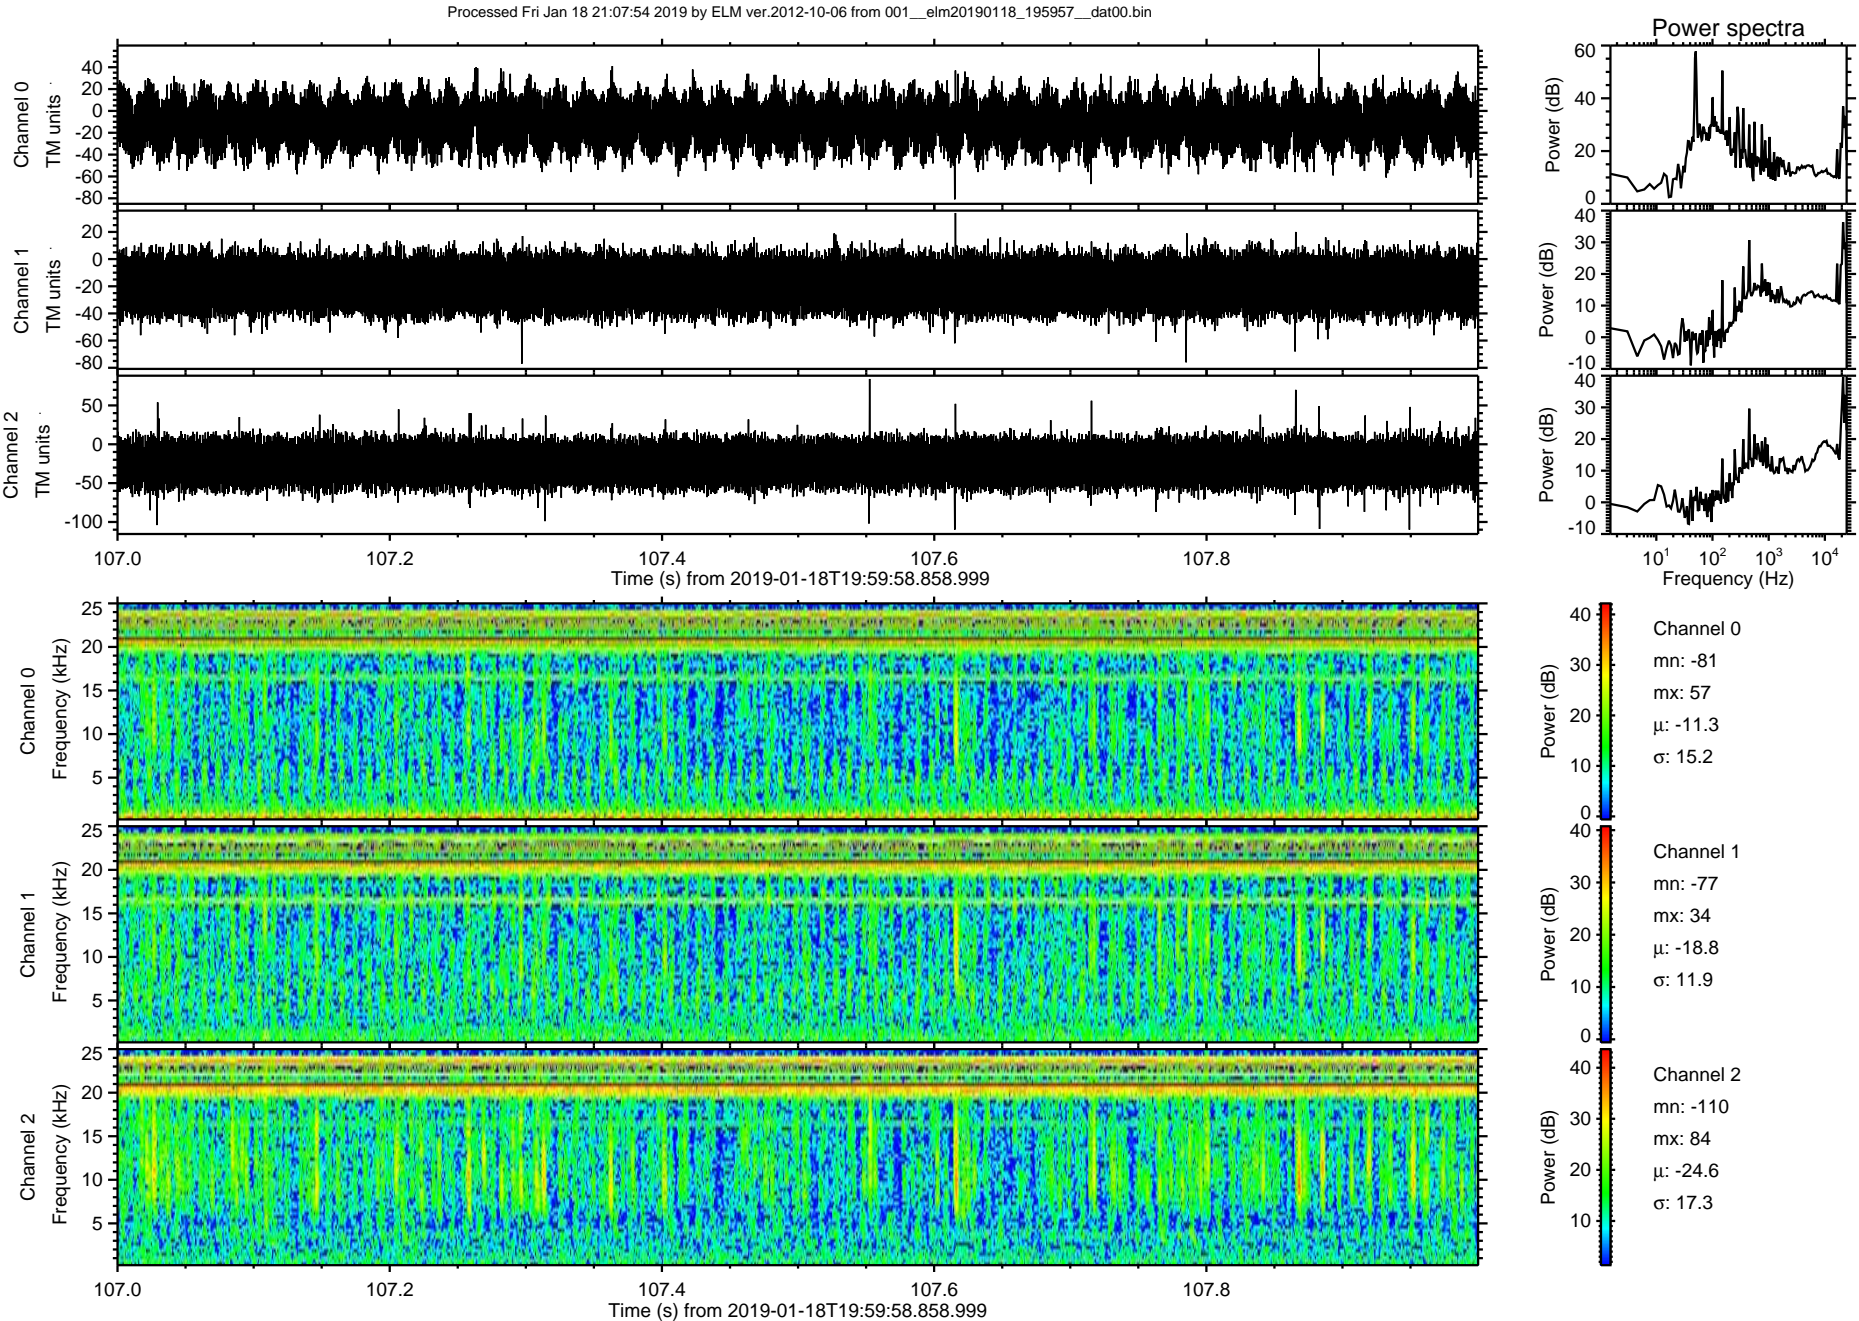 Processed Fri Jan 18 21:07:54 2019 by ELM ver.2012-10-06 from 001__elm20190118_195957__dat00.bin
Power spectra
Channel 0
TM units
40
20
0
-20
-40
-60
-80
Power (dB)
60
40
20
0
Channel 1
TM units
20
0
-20
-40
-60
-80
Power (dB)
40
30
20
10
0
-10
Channel 2
TM units
50
0
-50
-100
Power (dB)
40
30
20
10
0
-10
107.0 107.2 107.4 107.6 107.8
Time (s) from 2019-01-18T19:59:58.858.999
10^1 10^2 10^3 10^4
Frequency (Hz)
Channel 0
Frequency (kHz)
25
20
15
10
5
Power (dB)
40
30
20
10
0
Channel 0
mn: -81
mx: 57
μ: -11.3
σ: 15.2
Channel 1
Frequency (kHz)
25
20
15
10
5
Power (dB)
40
30
20
10
0
Channel 1
mn: -77
mx: 34
μ: -18.8
σ: 11.9
Channel 2
Frequency (kHz)
25
20
15
10
5
Power (dB)
40
30
20
10
Channel 2
mn: -110
mx: 84
μ: -24.6
σ: 17.3
107.0 107.2 107.4 107.6 107.8
Time (s) from 2019-01-18T19:59:58.858.999